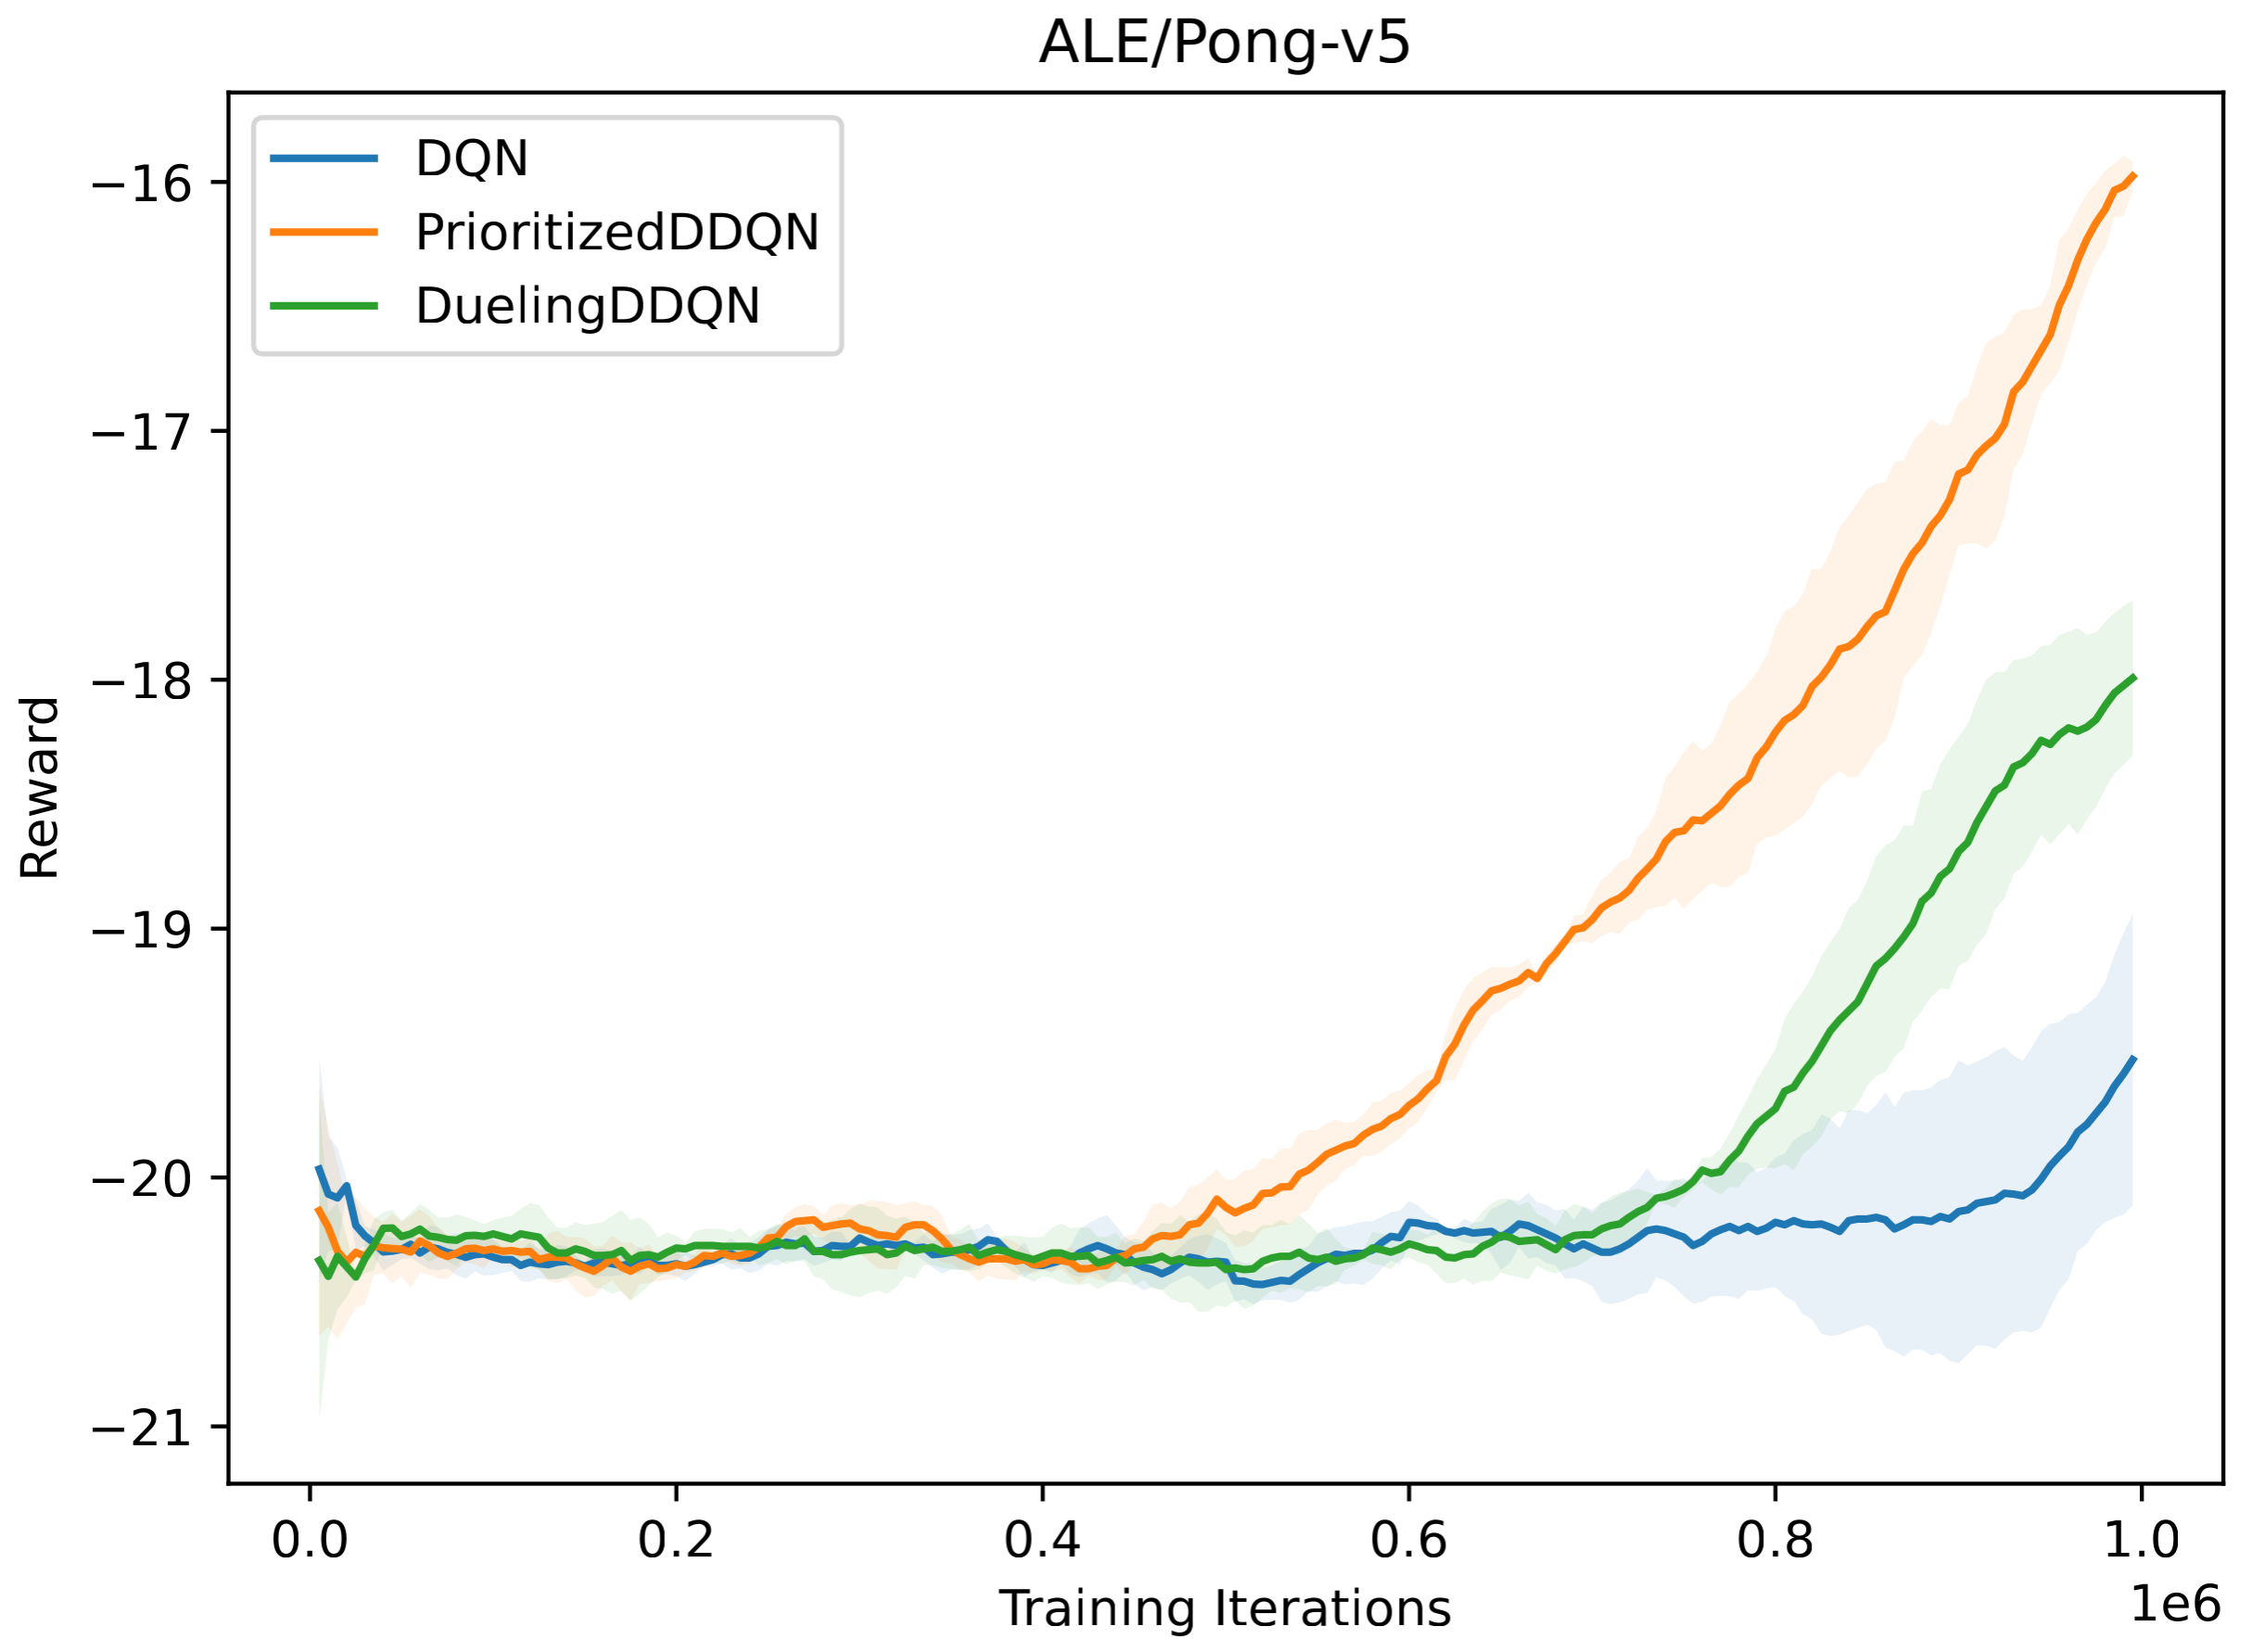 ALE/Pong-v5
DQN
PrioritizedDDQN
DuelingDDQN
−16
−17
−18
−19
−20
−21
Reward
0.0 0.2 0.4 0.6 0.8 1.0
1e6
Training Iterations